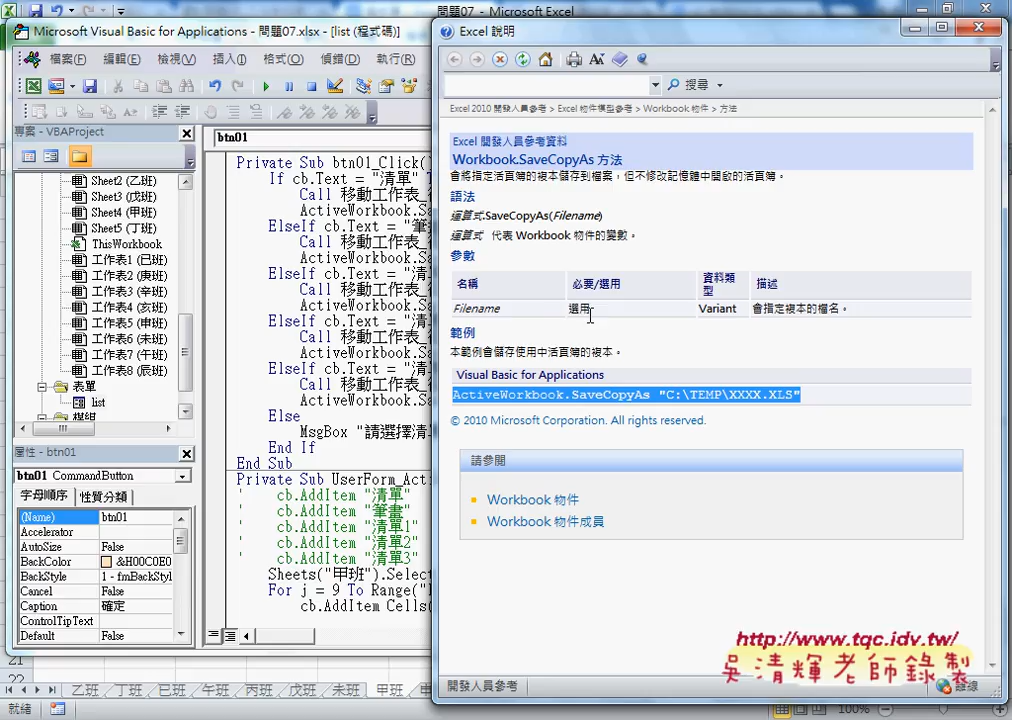 問題07 - Microsoft Excel
Microsoft Visual Basic for Applications - 問題07.xlsx - [list (程式碼)]
檔案(F) 編輯(E) 檢視(V) 插入(I) 格式(O) 偵錯(D) 執行(R)
專案 - VBAProject
Sheet2 (乙班)
Sheet3 (戊班)
Sheet4 (甲班)
Sheet5 (丁班)
ThisWorkbook
工作表1 (己班)
工作表2 (庚班)
工作表3 (辛班)
工作表4 (亥班)
工作表5 (申班)
工作表6 (未班)
工作表7 (午班)
工作表8 (辰班)
表單
list
模組
屬性 - btn01
btn01 CommandButton
字母順序 性質分類
(Name) btn01
Accelerator
AutoSize False
BackColor &H00C0E0
BackStyle 1 - fmBackStyl
Cancel False
Caption 確定
ControlTipText
Default False
btn01
Private Sub btn01_Click(
If cb.Text = "清單" T
Call 移動工作表_
ActiveWorkbook.Sa
ElseIf cb.Text = "筆
Call 移動工作表_
ActiveWorkbook.Sa
ElseIf cb.Text = "清
Call 移動工作表_
ActiveWorkbook.Sa
ElseIf cb.Text = "清
Call 移動工作表_
ActiveWorkbook.Sa
ElseIf cb.Text = "清
Call 移動工作表_
ActiveWorkbook.Sa
Else
MsgBox "請選擇清
End If
End Sub
Private Sub UserForm_Act
' cb.AddItem "清單"
' cb.AddItem "筆畫"
' cb.AddItem "清單1"
' cb.AddItem "清單2"
' cb.AddItem "清單3"
Sheets("甲班").Select
For j = 9 To Range("
cb.AddItem Cells(
Excel 說明
搜尋
Excel 2010 開發人員參考 > Excel 物件模型參考 > Workbook 物件 > 方法
Excel 開發人員參考資料
Workbook.SaveCopyAs 方法
會將指定活頁簿的複本儲存到檔案，但不修改記憶體中開啟的活頁簿。
語法
運算式.SaveCopyAs(Filename)
運算式 代表 Workbook 物件的變數。
參數
名稱 必要/選用 資料類型 描述
Filename 選用 Variant 會指定複本的檔名。
範例
本範例會儲存使用中活頁簿的複本。
Visual Basic for Applications
ActiveWorkbook.SaveCopyAs "C:\TEMP\XXXX.XLS"
© 2010 Microsoft Corporation. All rights reserved.
請參閱
Workbook 物件
Workbook 物件成員
http://www.tqc.idv.tw/
吳清輝老師錄製
開發人員參考 離線
21
22
乙班 丁班 己班 午班 丙班 戊班 未班 甲班 申
就緒 100%